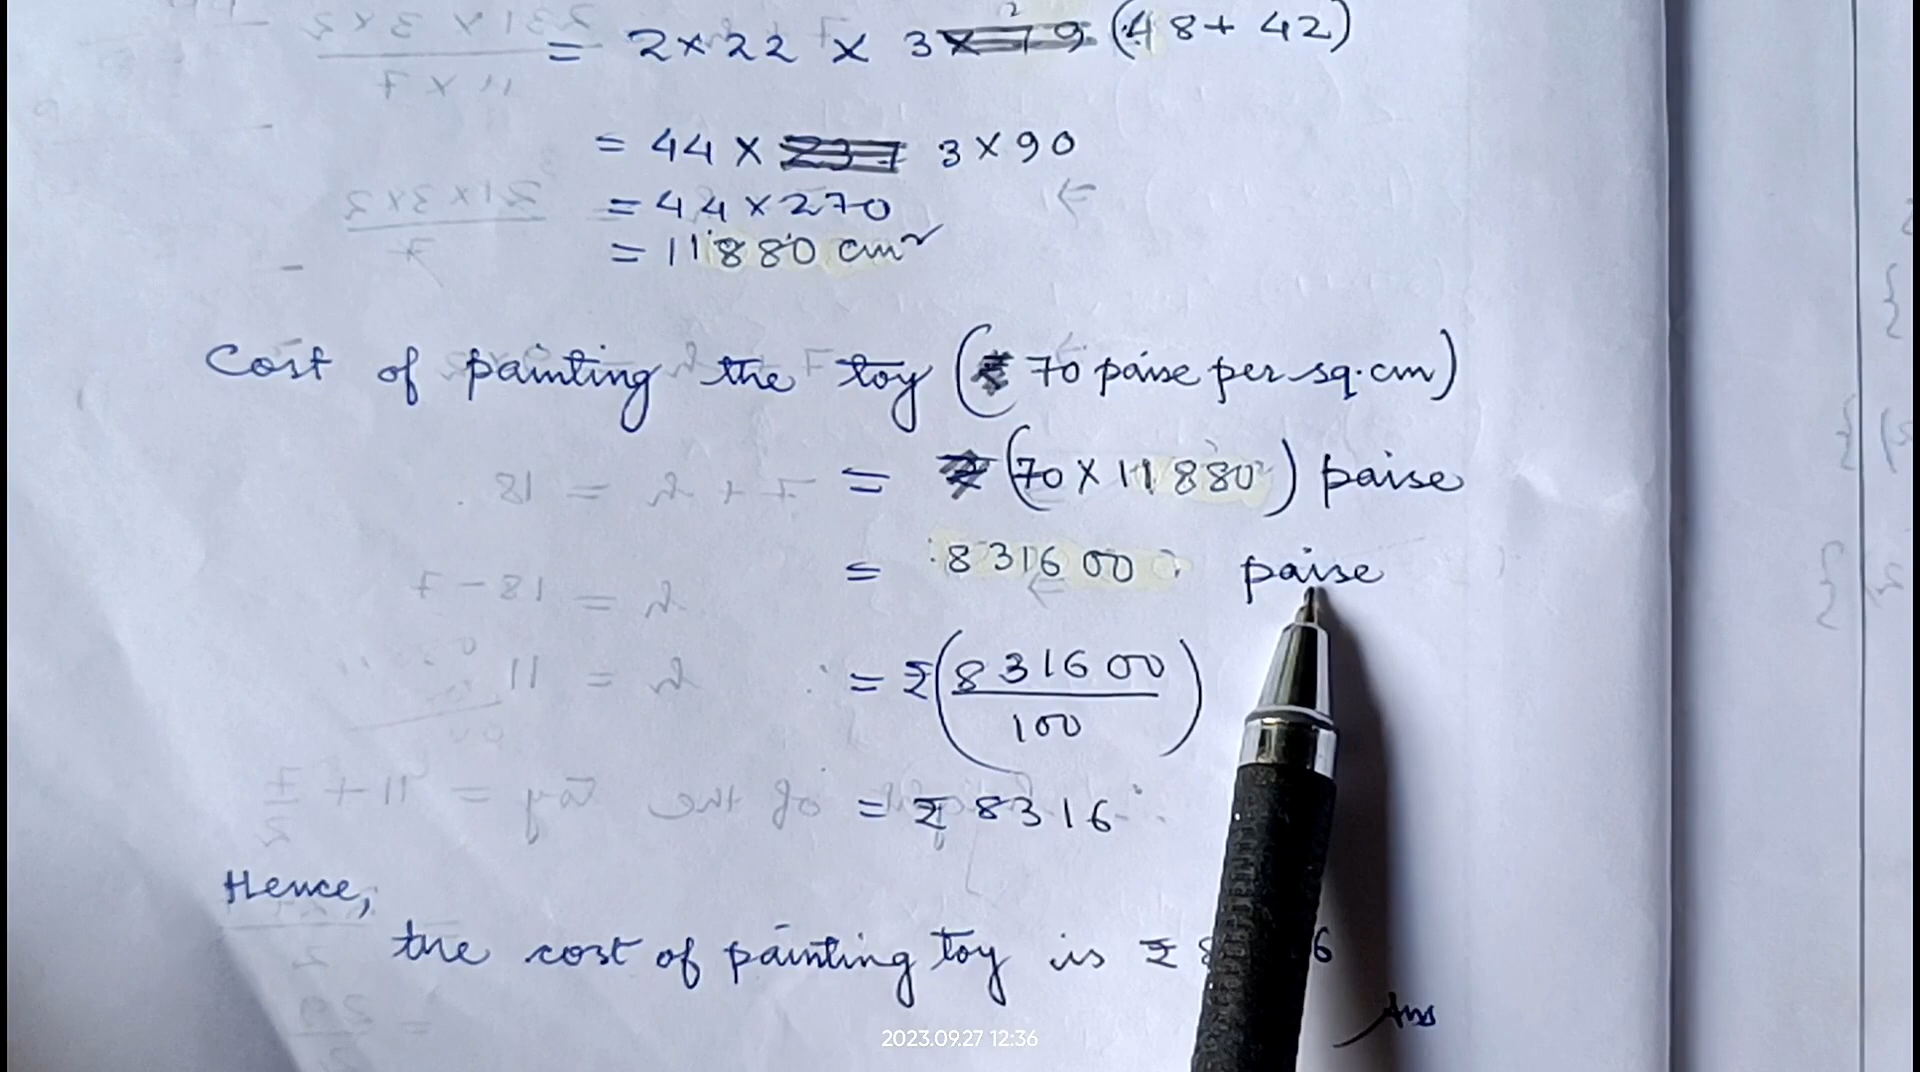 = 2 × 22 × 3 (48 + 42)
= 44 × 3 × 90
= 44 × 270
= 11880 cm²
Cost of painting the toy (70 paise per sq.cm)
= (70 × 11880) paise
= 831600 paise
= ₹(831600/100)
= ₹ 8316
Hence,
the cost of painting toy is ₹ 8 6
Ans
2023.09.27 12:36